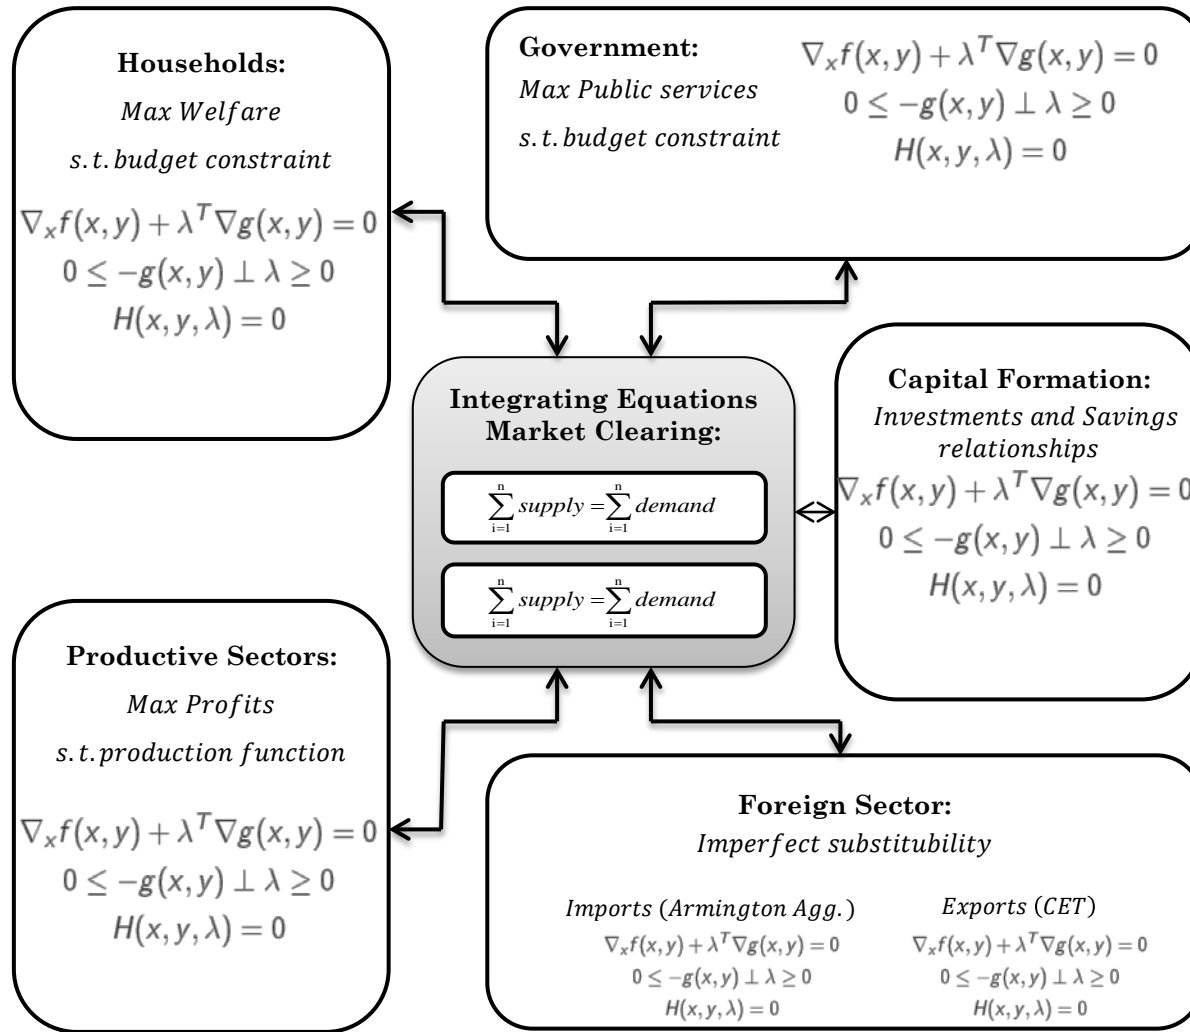 Households:
Max Welfare
s.t.budget constraint
∇ₓf(x, y) + λᵀ∇g(x, y) = 0
0 ≤ −g(x, y) ⊥ λ ≥ 0
H(x, y, λ) = 0
Government:
Max Public services
s.t.budget constraint
∇ₓf(x, y) + λᵀ∇g(x, y) = 0
0 ≤ −g(x, y) ⊥ λ ≥ 0
H(x, y, λ) = 0
Integrating Equations
Market Clearing:
n n
∑ supply = ∑ demand
i=1 i=1
n n
∑ supply = ∑ demand
i=1 i=1
Capital Formation:
Investments and Savings
relationships
∇ₓf(x, y) + λᵀ∇g(x, y) = 0
0 ≤ −g(x, y) ⊥ λ ≥ 0
H(x, y, λ) = 0
Productive Sectors:
Max Profits
s.t.production function
∇ₓf(x, y) + λᵀ∇g(x, y) = 0
0 ≤ −g(x, y) ⊥ λ ≥ 0
H(x, y, λ) = 0
Foreign Sector:
Imperfect substitubility
Imports (Armington Agg.)
∇ₓf(x, y) + λᵀ∇g(x, y) = 0
0 ≤ −g(x, y) ⊥ λ ≥ 0
H(x, y, λ) = 0
Exports (CET)
∇ₓf(x, y) + λᵀ∇g(x, y) = 0
0 ≤ −g(x, y) ⊥ λ ≥ 0
H(x, y, λ) = 0